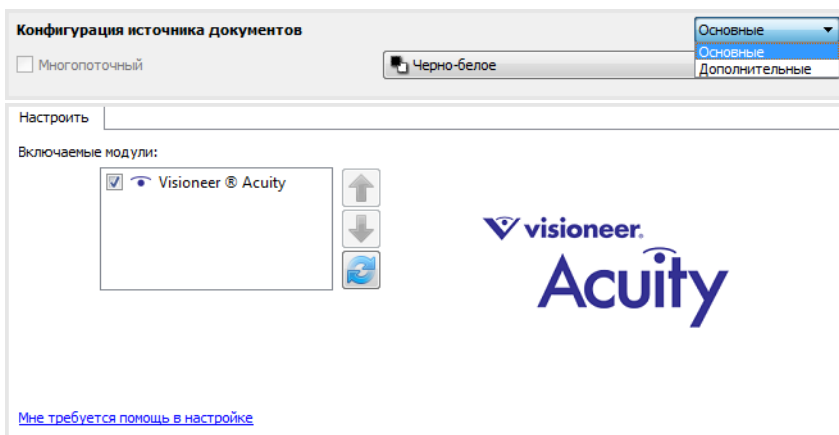 Конфигурация источника документов
Основные
Основные
Дополнительные
Многопоточный
Черно-белое
Настроить
Включаемые модули:
Visioneer ® Acuity
visioneer.
Acuity
Мне требуется помощь в настройке